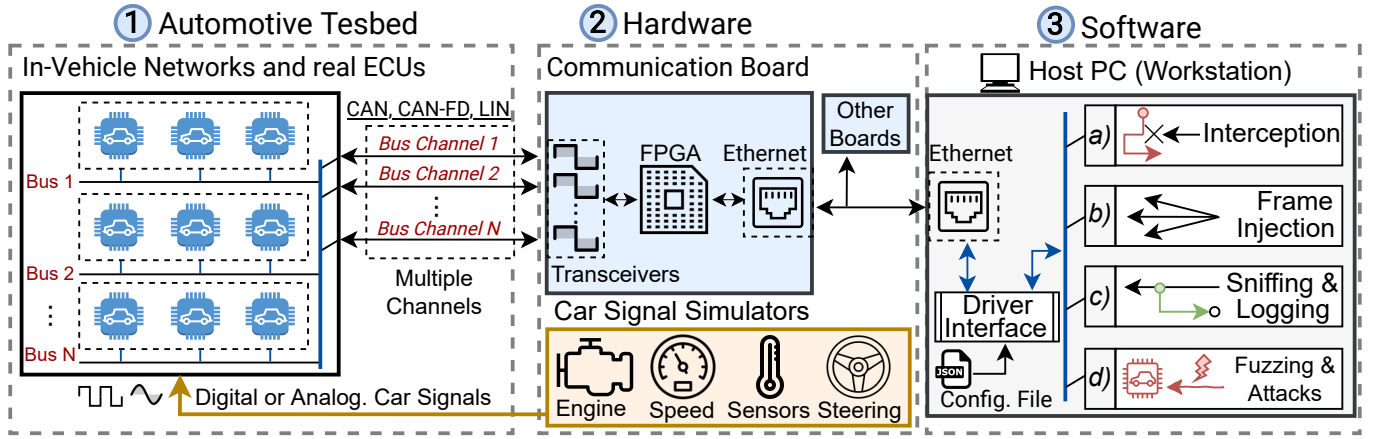 1 Automotive Tesbed
In-Vehicle Networks and real ECUs
Bus 1
Bus 2
Bus N
CAN, CAN-FD, LIN
Bus Channel 1
Bus Channel 2
Bus Channel N
Multiple
Channels
Digital or Analog. Car Signals
2 Hardware
Communication Board
Transceivers
FPGA
Ethernet
Other
Boards
Car Signal Simulators
Engine
Speed
Sensors
Steering
3 Software
Host PC (Workstation)
Ethernet
Driver
Interface
JSON
Config. File
a) Interception
b) Frame
Injection
c) Sniffing &
Logging
d) Fuzzing &
Attacks